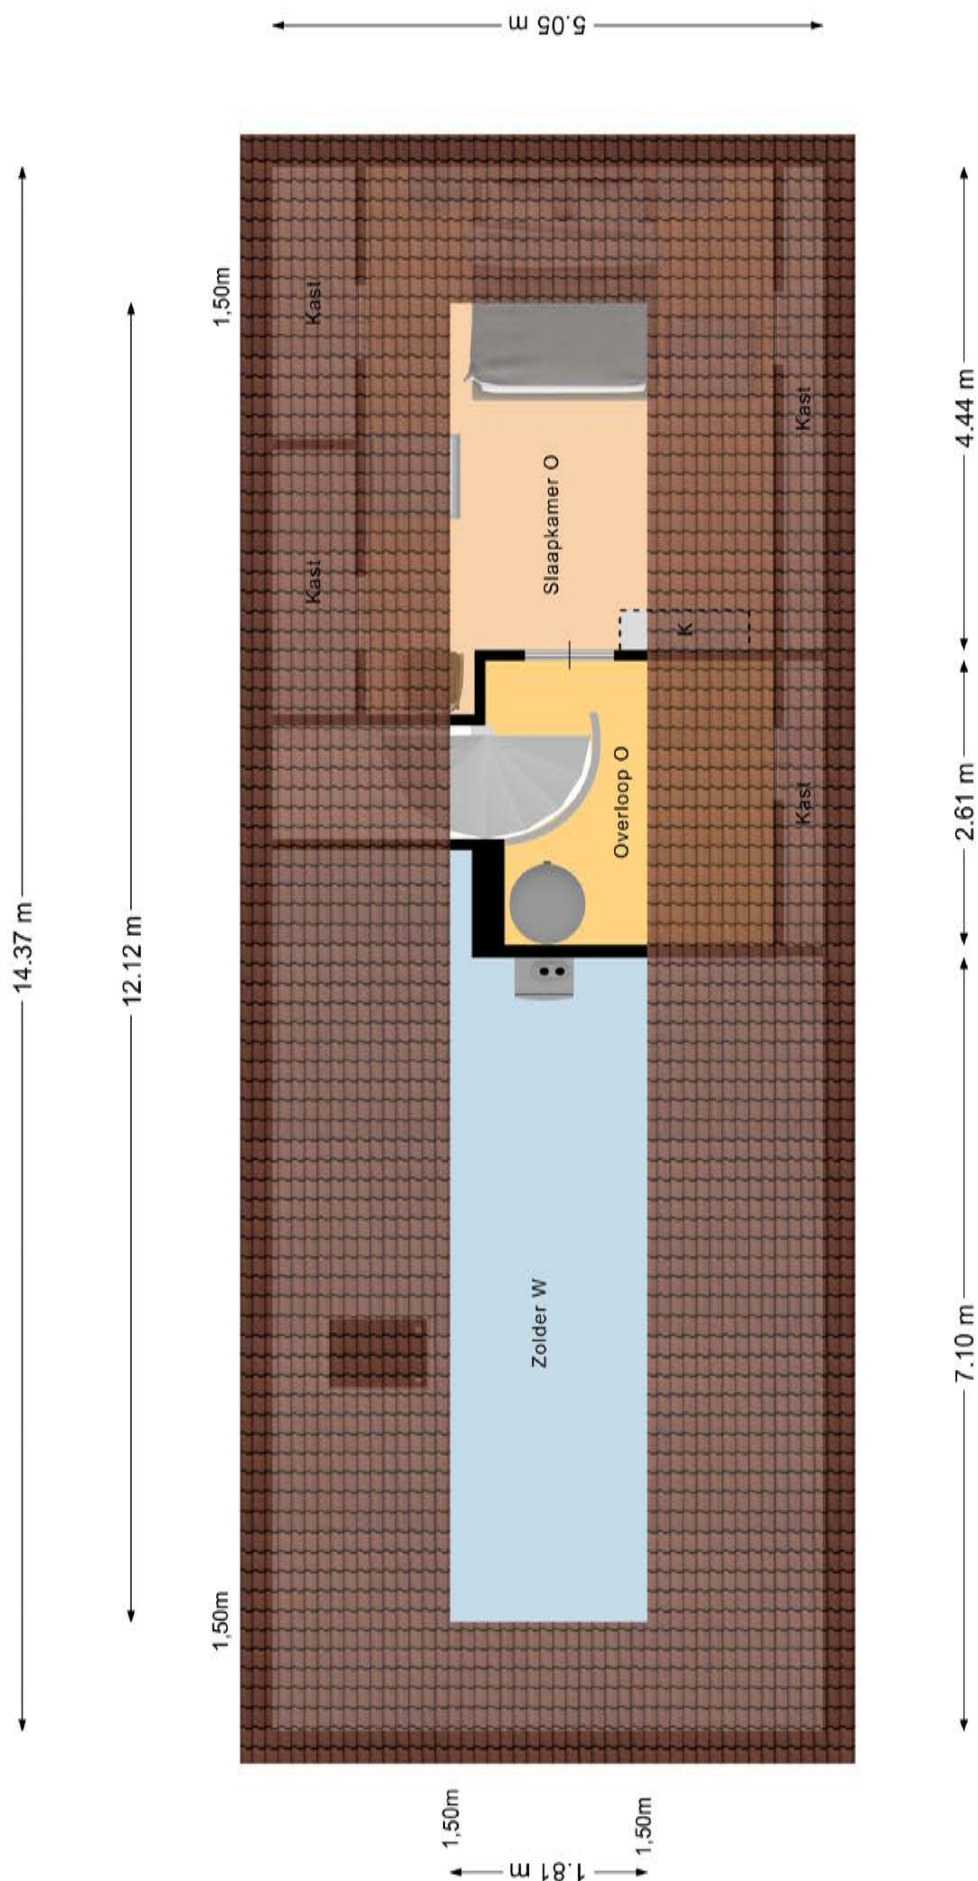 5.05 m
1,50m
Kast
4.44 m
Kast
Slaapkamer O
Kast
K
Overloop O
Kast
2.61 m
14.37 m
12.12 m
Zolder W
7.10 m
1,50m
1,50m
1,50m
1.81 m